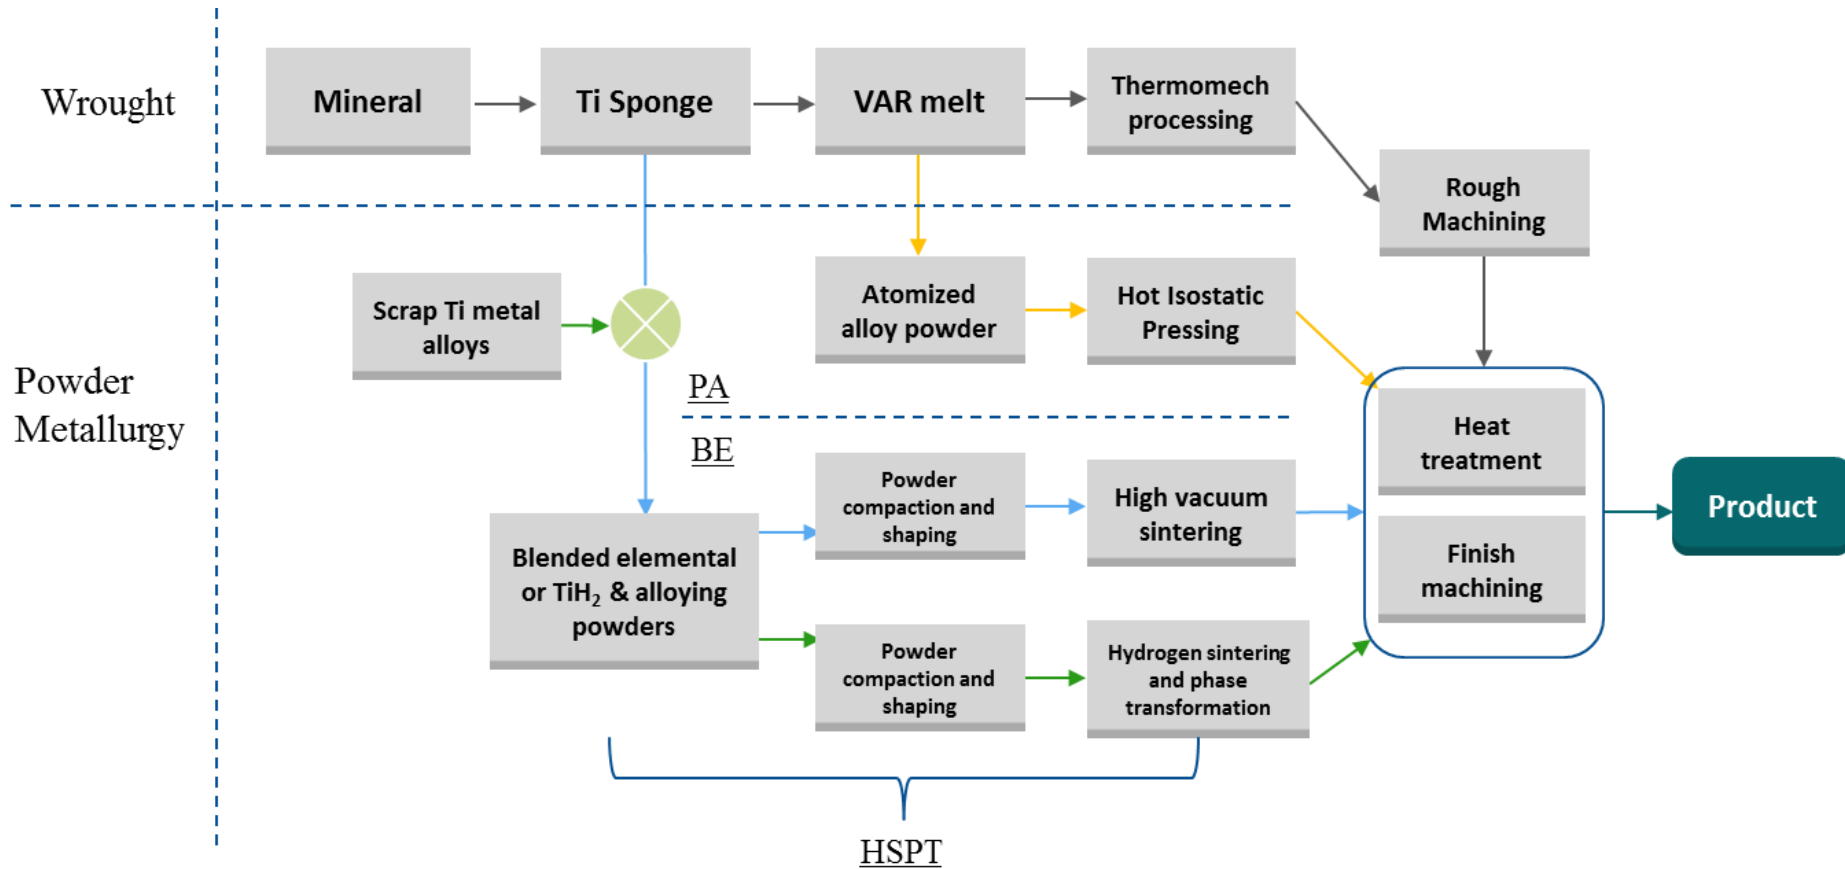 Wrought
Mineral
Ti Sponge
VAR melt
Thermomech
processing
Rough
Machining
Powder
Metallurgy
Scrap Ti metal
alloys
Atomized
alloy powder
Hot Isostatic
Pressing
PA
BE
Heat
treatment
Finish
machining
Product
Blended elemental
or TiH₂ & alloying
powders
Powder
compaction and
shaping
High vacuum
sintering
Powder
compaction and
shaping
Hydrogen sintering
and phase
transformation
HSPT